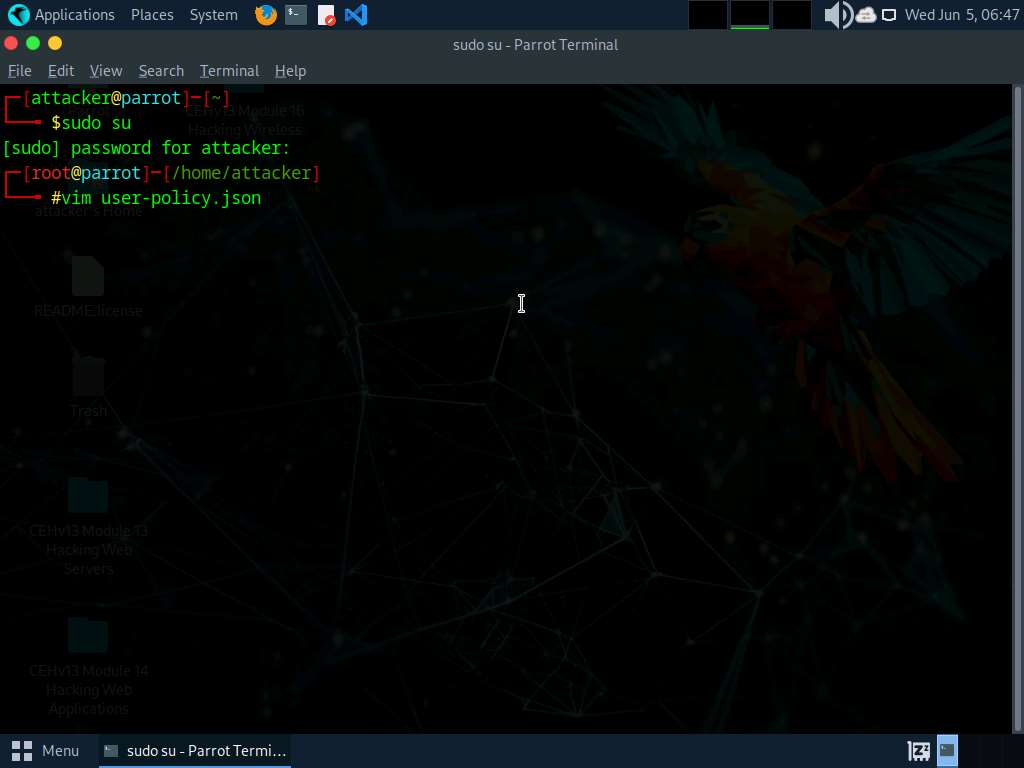 Applications Places System Wed Jun 5, 06:47
sudo su - Parrot Terminal
File Edit View Search Terminal Help
[attacker@parrot]─[~]
$sudo su
[sudo] password for attacker:
[root@parrot]─[/home/attacker]
#vim user-policy.json
CEHv13 Module 16
Hacking Wireless
attacker's Home
README.license
Trash
CEHv13 Module 13
Hacking Web
Servers
CEHv13 Module 14
Hacking Web
Applications
Menu sudo su - Parrot Termi...